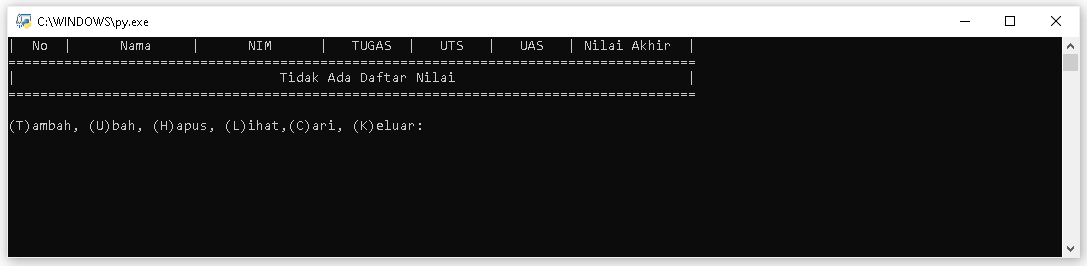 C:\WINDOWS\py.exe
| No | Nama | NIM | TUGAS | UTS | UAS | Nilai Akhir |
======================================================================================
| Tidak Ada Daftar Nilai |
======================================================================================
(T)ambah, (U)bah, (H)apus, (L)ihat,(C)ari, (K)eluar: